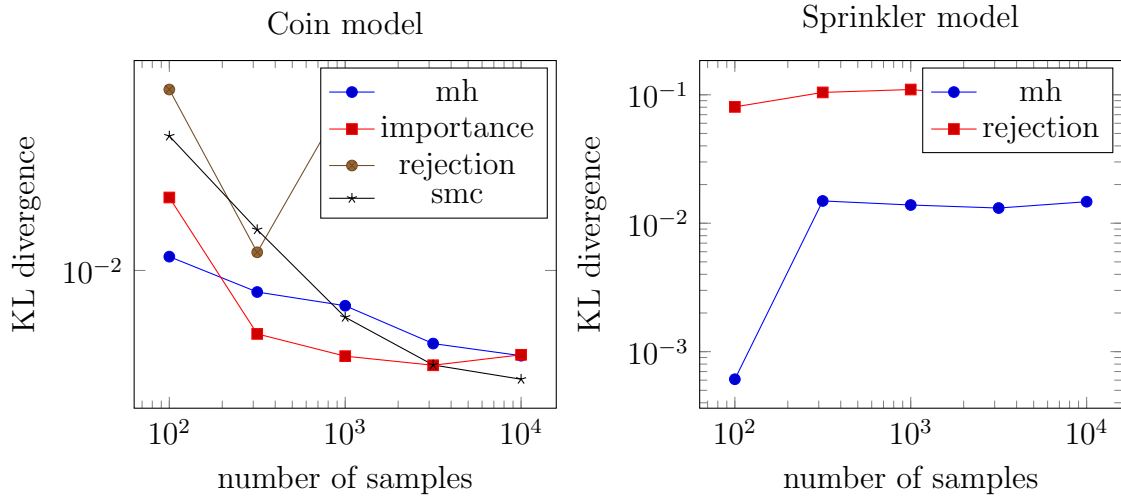 Coin model
KL divergence
10^−2
10^2
10^3
10^4
number of samples
mh
importance
rejection
smc
Sprinkler model
KL divergence
10^−1
10^−2
10^−3
10^2
10^3
10^4
number of samples
mh
rejection